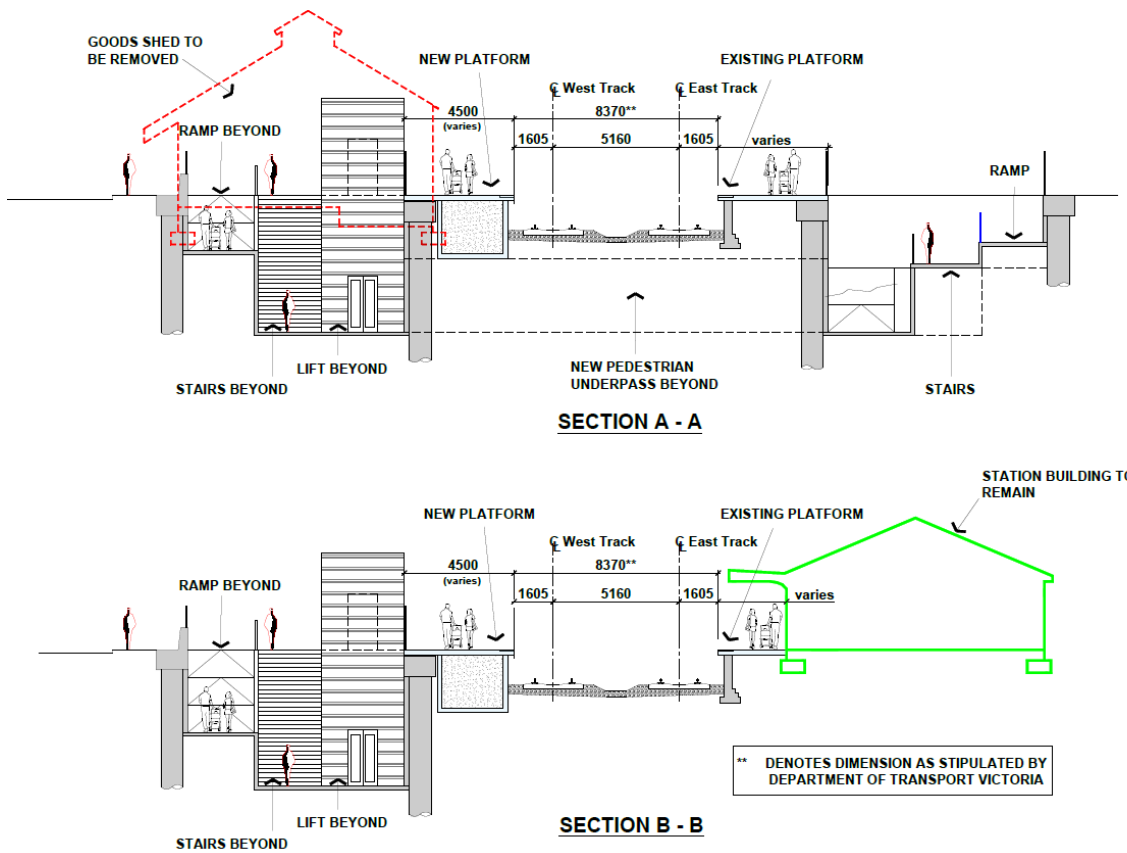 GOODS SHED TO
BE REMOVED
NEW PLATFORM
EXISTING PLATFORM
℄ West Track
℄ East Track
4500
(varies)
8370**
RAMP BEYOND
1605
5160
1605
varies
RAMP
LIFT BEYOND
STAIRS BEYOND
NEW PEDESTRIAN
UNDERPASS BEYOND
STAIRS
SECTION A - A
STATION BUILDING TO
REMAIN
NEW PLATFORM
EXISTING PLATFORM
℄ West Track
℄ East Track
4500
(varies)
8370**
RAMP BEYOND
1605
5160
1605
varies
** DENOTES DIMENSION AS STIPULATED BY
DEPARTMENT OF TRANSPORT VICTORIA
LIFT BEYOND
STAIRS BEYOND
SECTION B - B